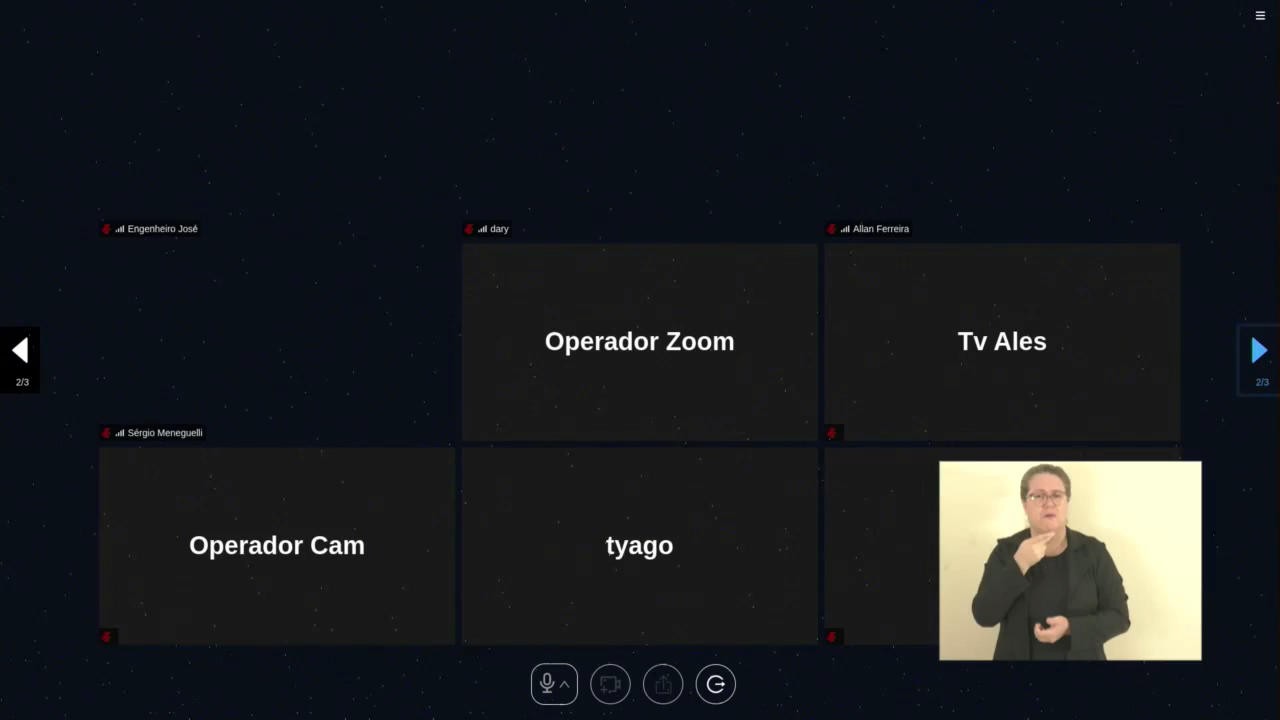 Engenheiro José
dary
Allan Ferreira
Operador Zoom
Tv Ales
2/3
2/3
Sérgio Meneguelli
Operador Cam
tyago